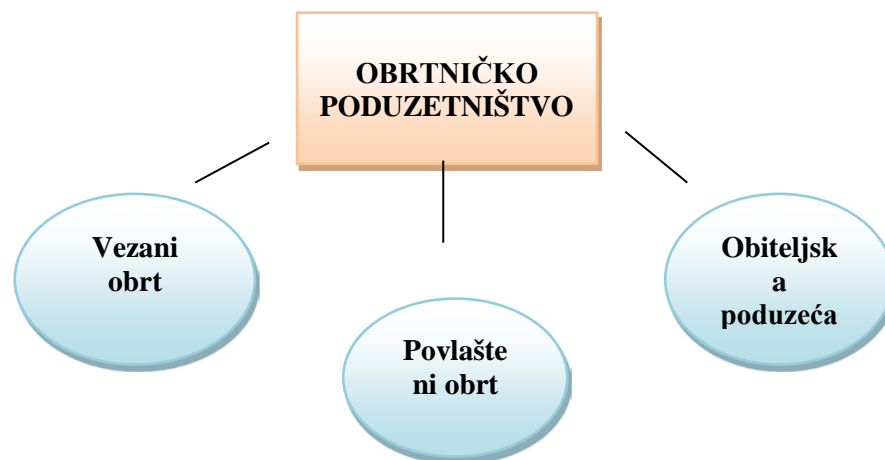 OBRTNIČKO
PODUZETNIŠTVO
Vezani
obrt
Povlašte
ni obrt
Obiteljsk
a
poduzeća